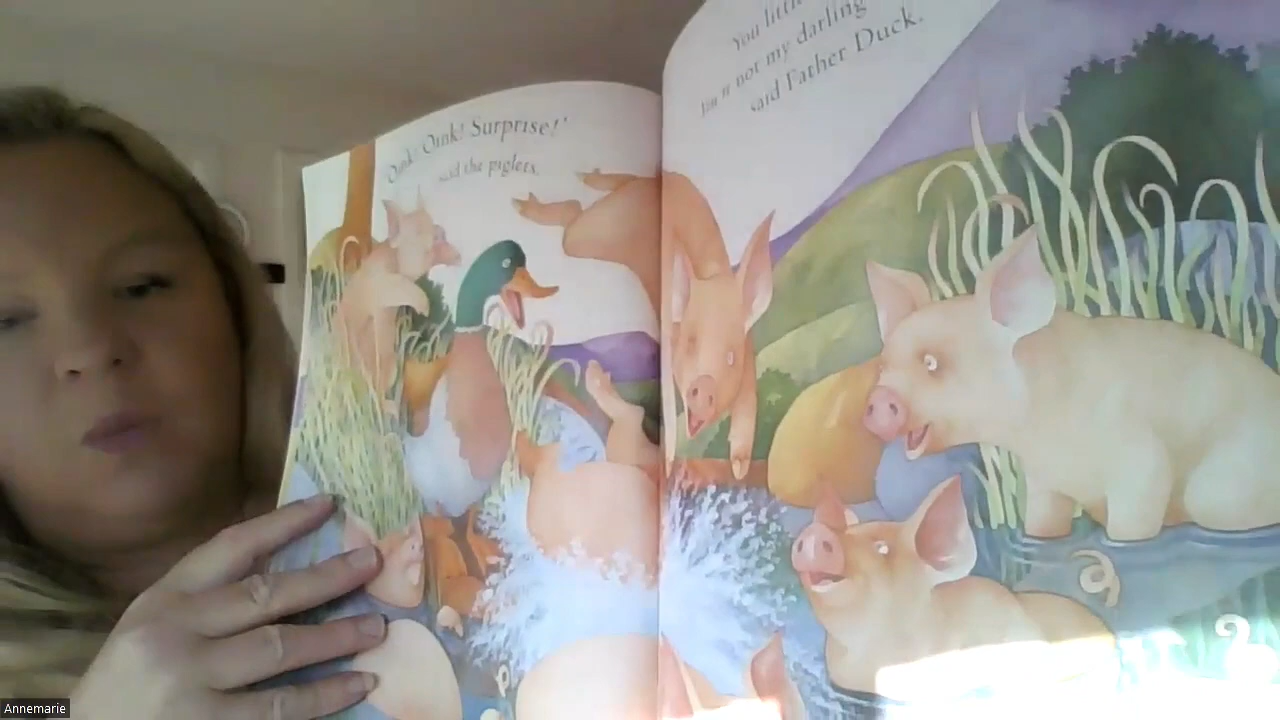 Oink! Oink! Surprise!'
said the piglets.
You little
not my darling
said Father Duck.
Annemarie